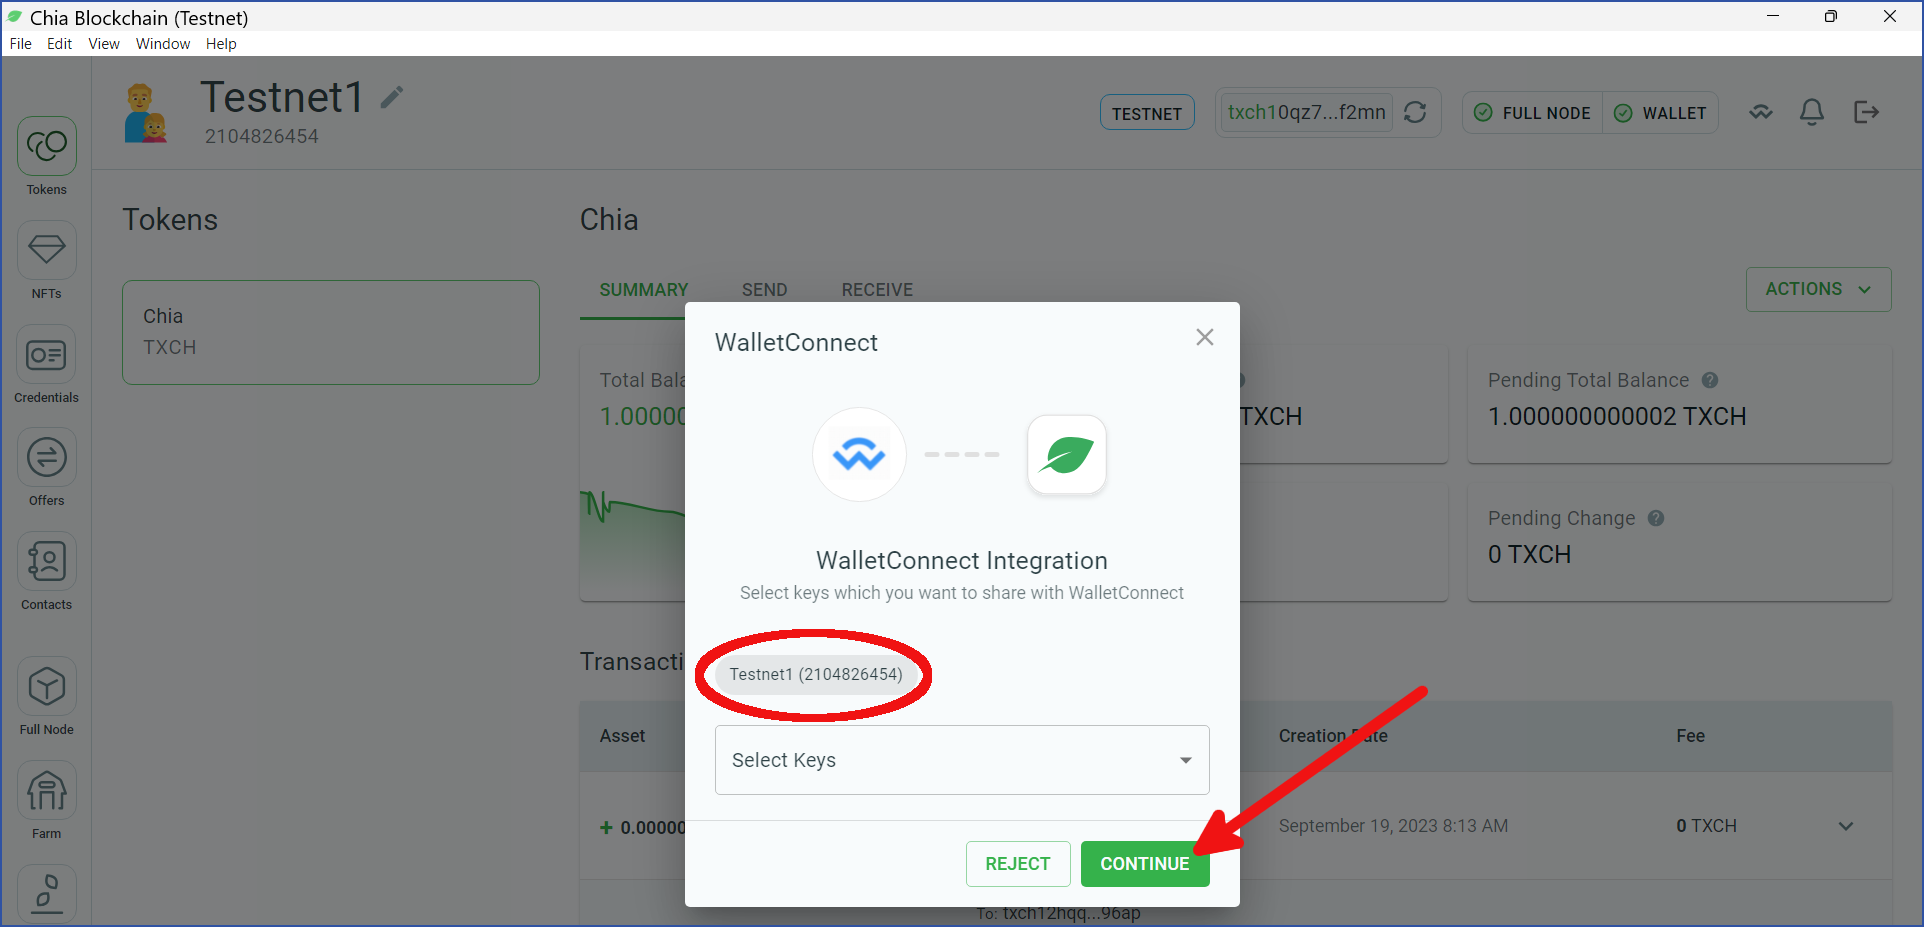 Chia Blockchain (Testnet)
File Edit View Window Help
Testnet1
2104826454
TESTNET
txch10qz7...f2mn
FULL NODE
WALLET
Tokens
NFTs
Credentials
Offers
Contacts
Full Node
Farm
Tokens
Chia
TXCH
Chia
SUMMARY SEND RECEIVE
ACTIONS
Total Bala
1.00000
TXCH
Pending Total Balance
1.000000000002 TXCH
Pending Change
0 TXCH
Transacti
Asset Creation Date Fee
+ 0.00000 September 19, 2023 8:13 AM 0 TXCH
To: txch12hqq...96ap
WalletConnect
WalletConnect Integration
Select keys which you want to share with WalletConnect
Testnet1 (2104826454)
Select Keys
REJECT CONTINUE